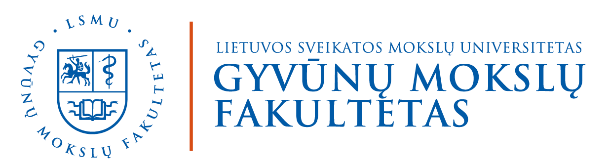 · LSMU ·
GYVŪNŲ MOKSLŲ FAKULTETAS
LIETUVOS SVEIKATOS MOKSLŲ UNIVERSITETAS
GYVŪNŲ MOKSLŲ
FAKULTETAS